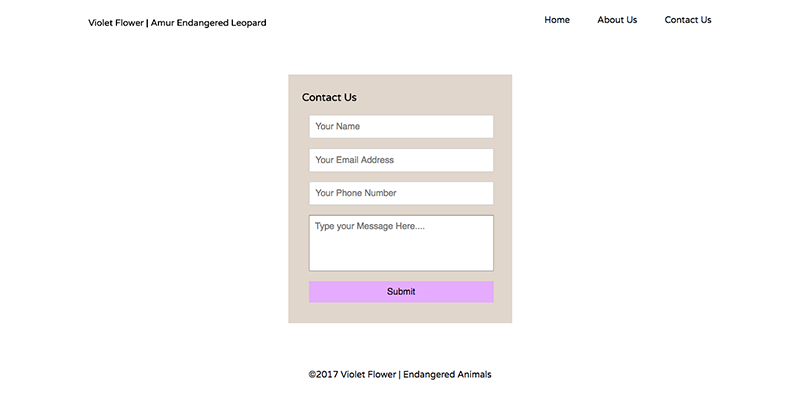 Violet Flower | Amur Endangered Leopard
Home About Us Contact Us
Contact Us
Your Name
Your Email Address
Your Phone Number
Type your Message Here....
Submit
©2017 Violet Flower | Endangered Animals